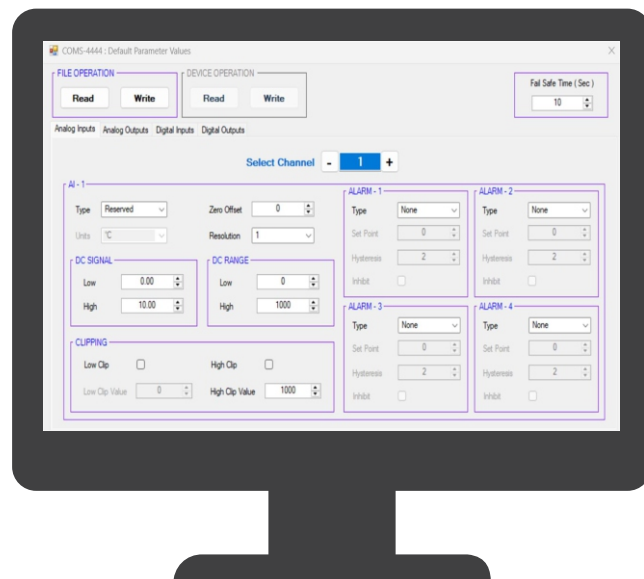 COMS-4444 : Default Parameter Values
FILE OPERATION
Read Write
DEVICE OPERATION
Read Write
Fail Safe Time ( Sec )
10
Analog Inputs Analog Outputs Digital Inputs Digital Outputs
Select Channel - 1 +
AI - 1
Type Reserved Zero Offset 0
Units °C Resolution 1
DC SIGNAL
Low 0.00
High 10.00
DC RANGE
Low 0
High 1000
CLIPPING
Low Clip High Clip
Low Clip Value 0 High Clip Value 1000
ALARM - 1
Type None
Set Point 0
Hysteresis 2
Inhibit
ALARM - 2
Type None
Set Point 0
Hysteresis 2
Inhibit
ALARM - 3
Type None
Set Point 0
Hysteresis 2
Inhibit
ALARM - 4
Type None
Set Point 0
Hysteresis 2
Inhibit